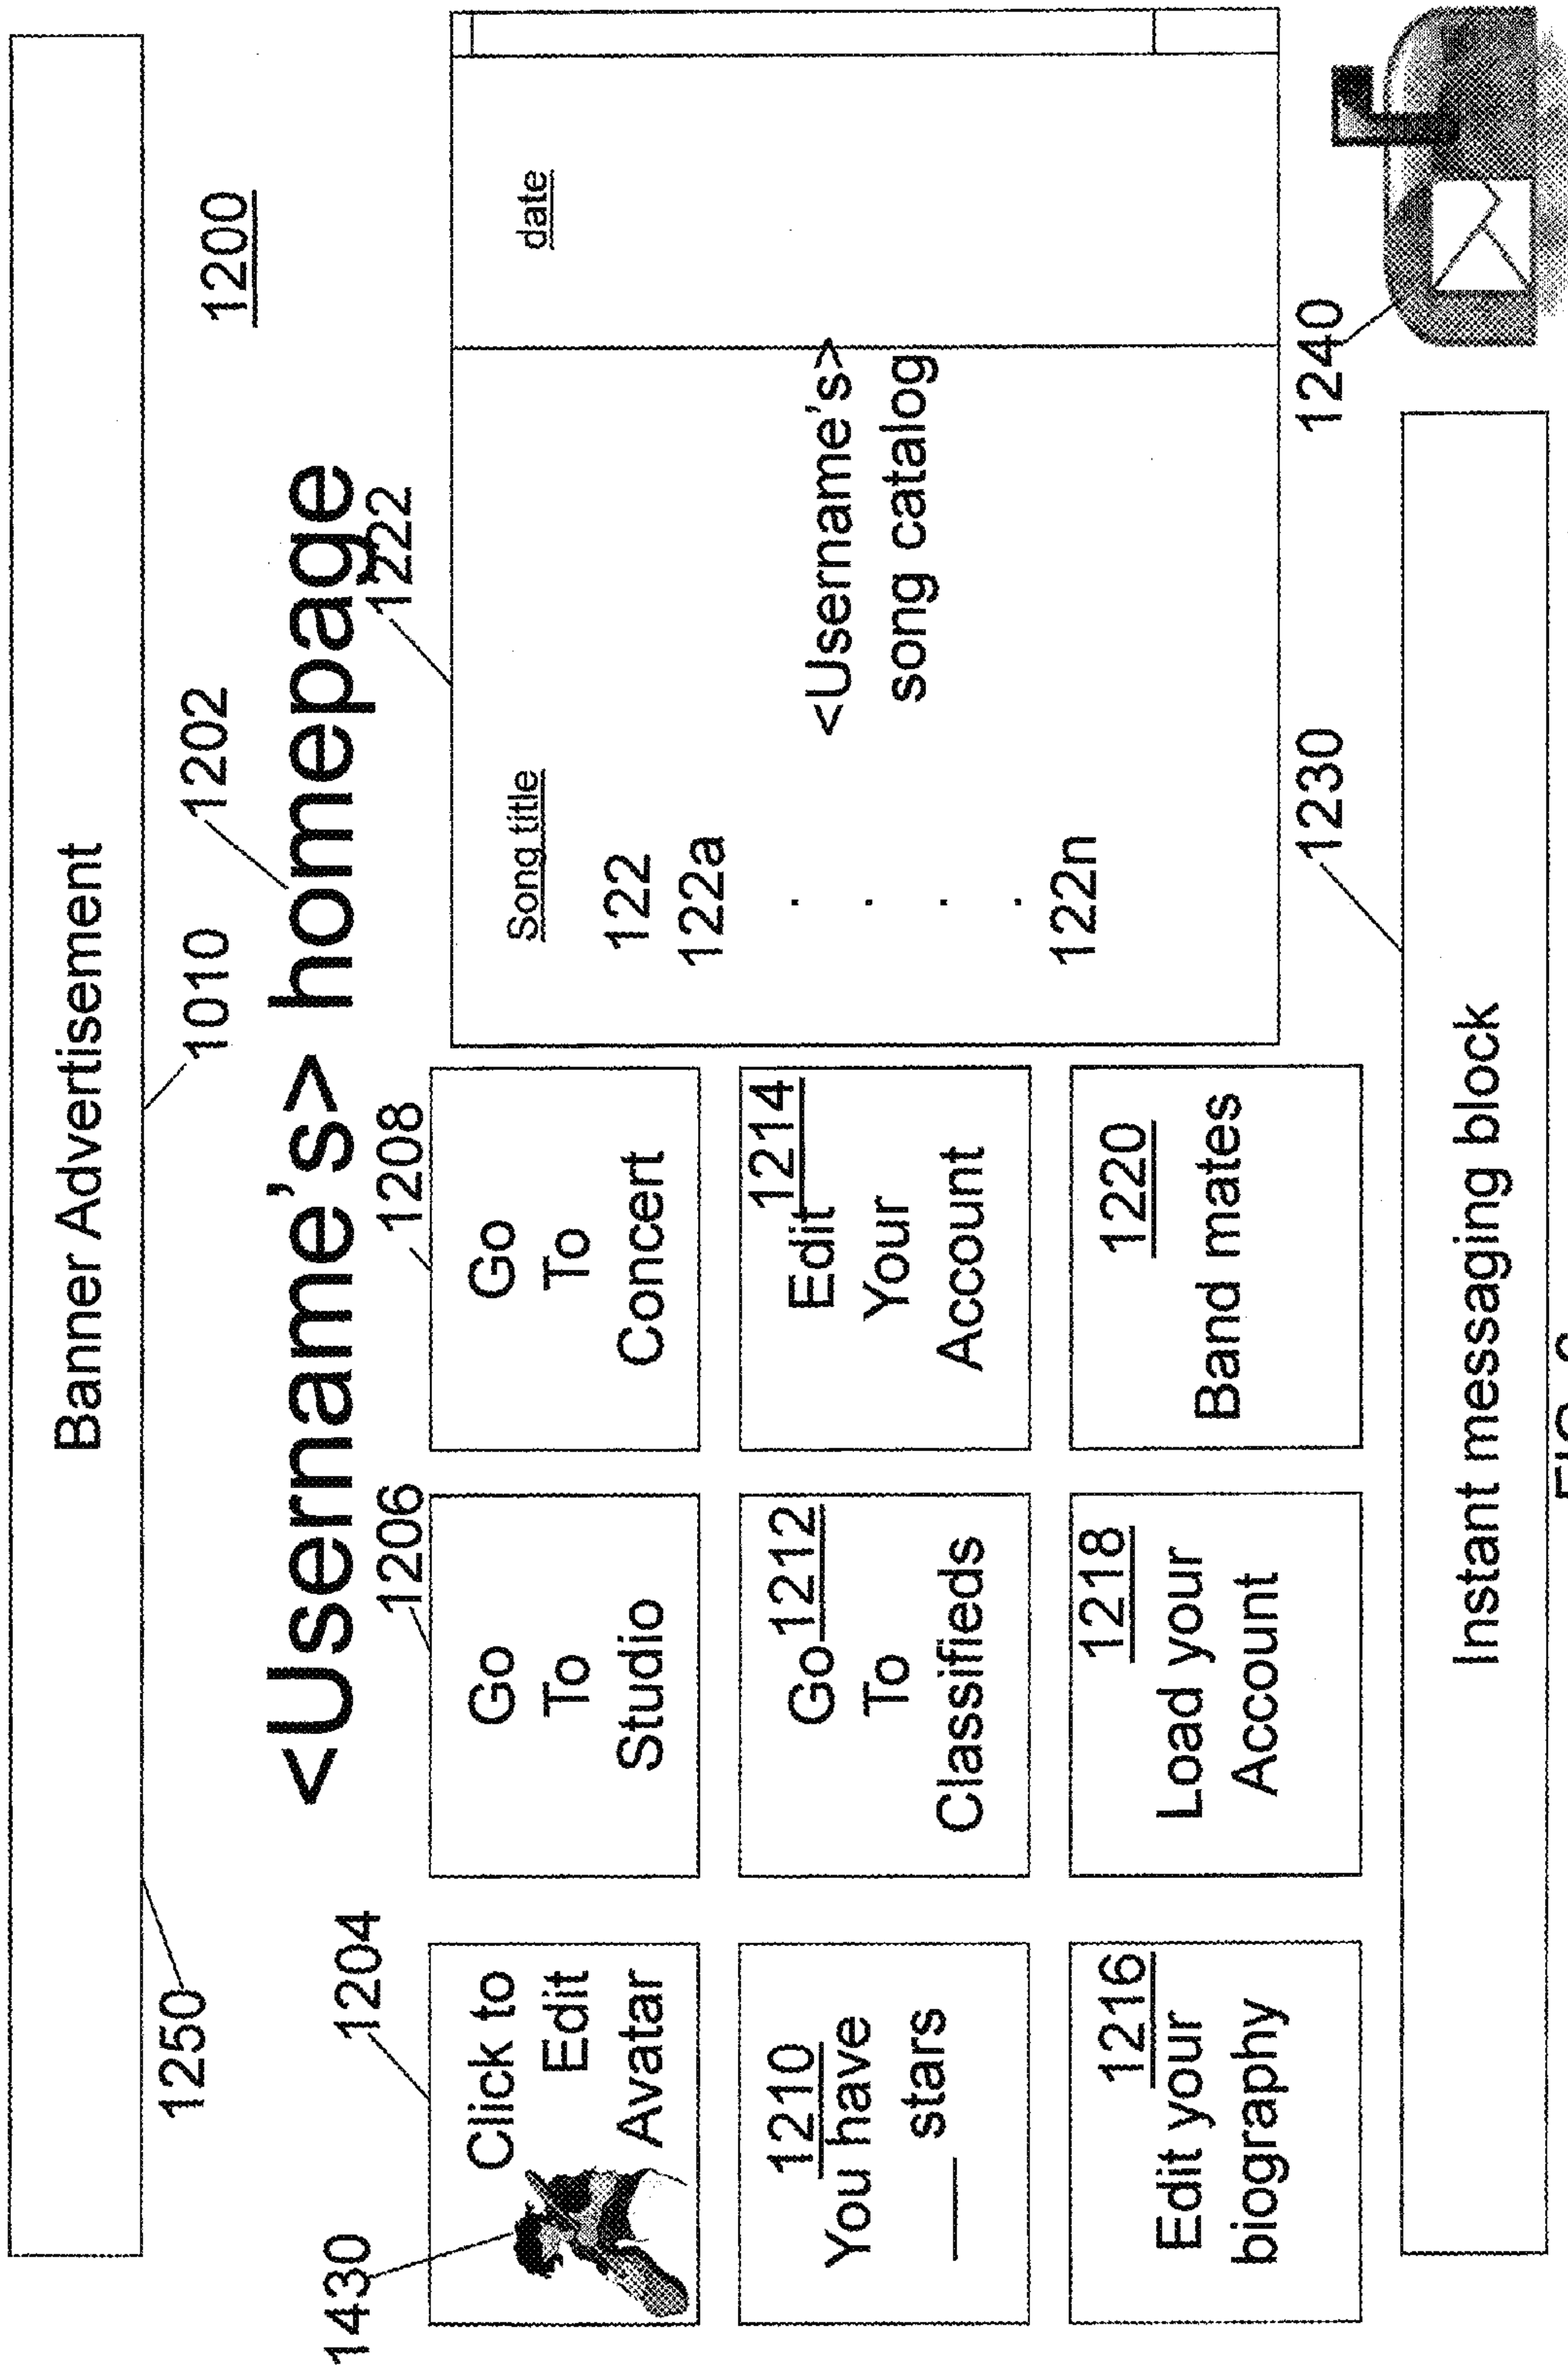 Banner Advertisement
1250
1010
1202
1200
<Username's> homepage
1430
1204
1206
1208
1222
Click to
Edit
Avatar
Go
To
Studio
Go
To
Concert
1210
You have
___ stars
Go 1212
To
Classifieds
1214
Edit
Your
Account
1216
Edit your
biography
1218
Load your
Account
1220
Band mates
Song title
date
122
122a
.
.
.
.
122n
<Username's>
song catalog
1230
1240
Instant messaging block
FIG.